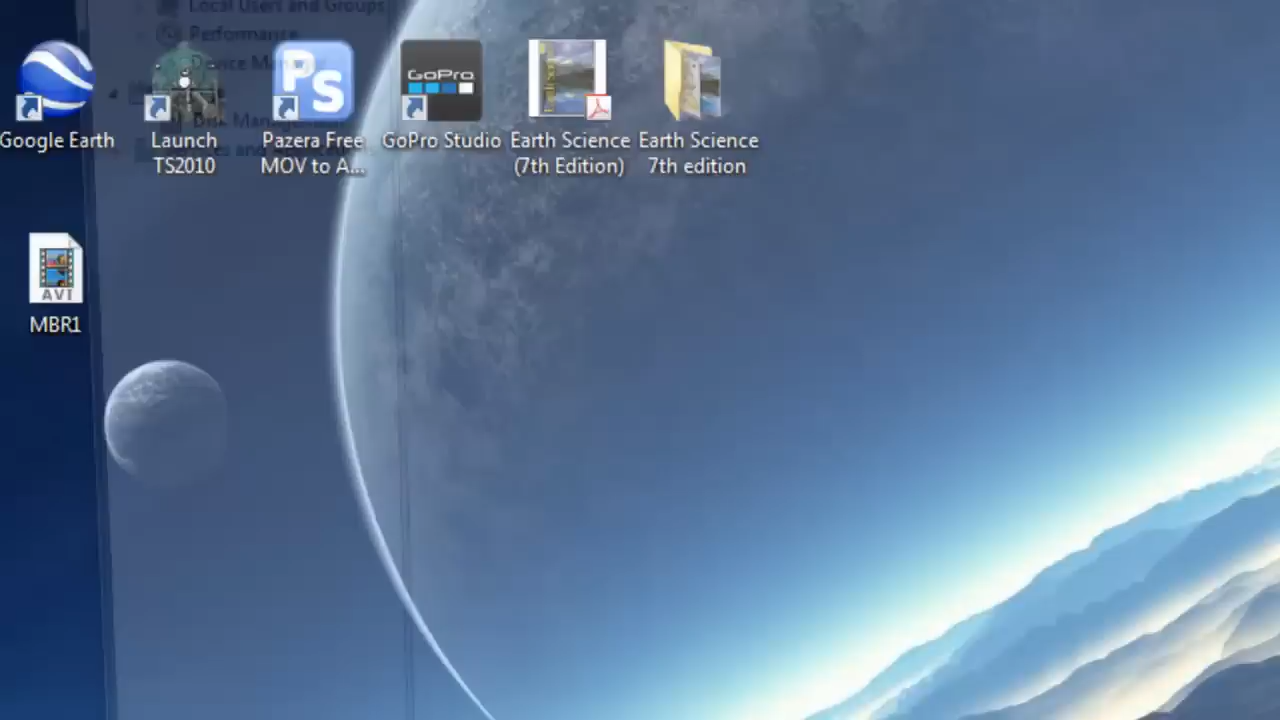 Local Users and Groups
Performance
Device Man
Disk Management
GoPro
PS
Google Earth
Launch
TS2010
Pazera Free
MOV to A...
GoPro Studio
Earth Science
(7th Edition)
Earth Science
7th edition
AVI
MBR1